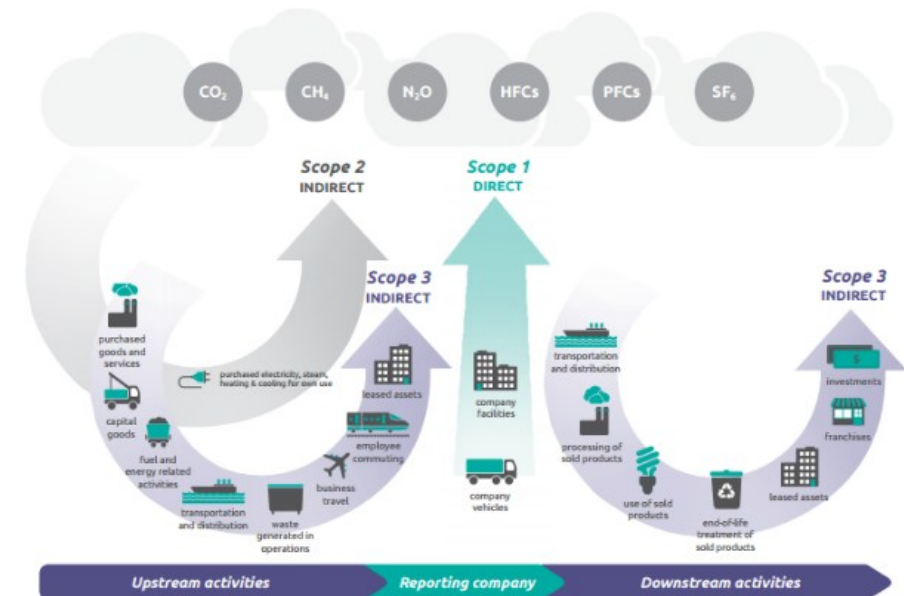 CO₂
CH₄
N₂O
HFCs
PFCs
SF₆
Scope 2
INDIRECT
Scope 1
DIRECT
Scope 3
INDIRECT
Scope 3
INDIRECT
purchased
goods and
services
capital
goods
fuel and
energy related
activities
transportation
and distribution
waste
generated in
operations
business
travel
employee
commuting
leased assets
purchased electricity, steam,
heating & cooling for own use
company
facilities
company
vehicles
transportation
and distribution
processing of
sold products
use of sold
products
end-of-life
treatment of
sold products
leased assets
franchises
investments
$
Upstream activities
Reporting company
Downstream activities